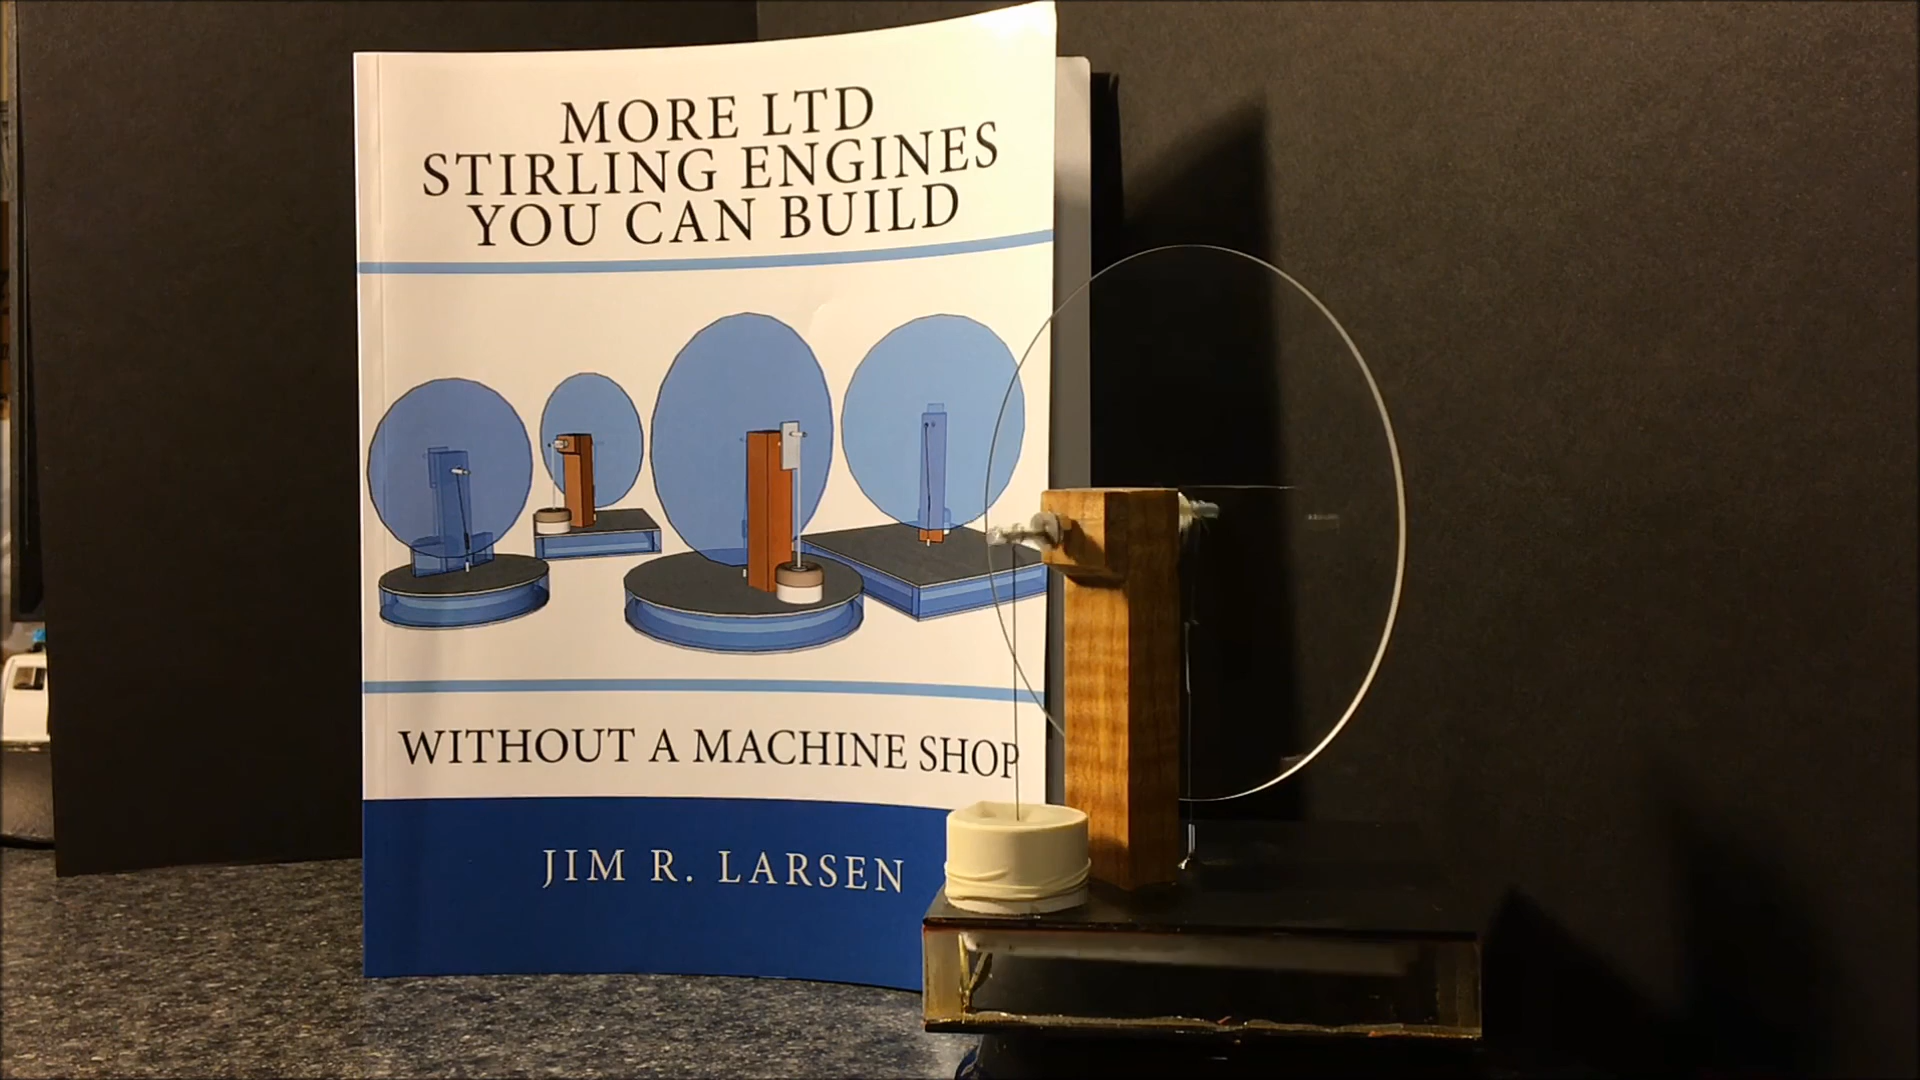 MORE LTD
STIRLING ENGINES
YOU CAN BUILD
WITHOUT A MACHINE SHOP
JIM R. LARSEN